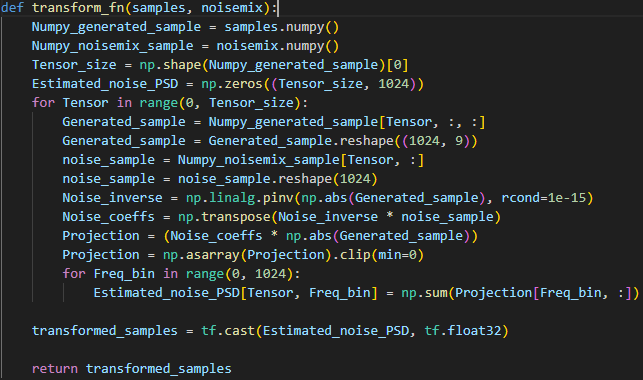 def transform_fn(samples, noisemix):
    Numpy_generated_sample = samples.numpy()
    Numpy_noisemix_sample = noisemix.numpy()
    Tensor_size = np.shape(Numpy_generated_sample)[0]
    Estimated_noise_PSD = np.zeros((Tensor_size, 1024))
    for Tensor in range(0, Tensor_size):
        Generated_sample = Numpy_generated_sample[Tensor, :, :]
        Generated_sample = Generated_sample.reshape((1024, 9))
        noise_sample = Numpy_noisemix_sample[Tensor, :]
        noise_sample = noise_sample.reshape(1024)
        Noise_inverse = np.linalg.pinv(np.abs(Generated_sample), rcond=1e-15)
        Noise_coeffs = np.transpose(Noise_inverse * noise_sample)
        Projection = (Noise_coeffs * np.abs(Generated_sample))
        Projection = np.asarray(Projection).clip(min=0)
        for Freq_bin in range(0, 1024):
            Estimated_noise_PSD[Tensor, Freq_bin] = np.sum(Projection[Freq_bin, :])
    transformed_samples = tf.cast(Estimated_noise_PSD, tf.float32)
    return transformed_samples